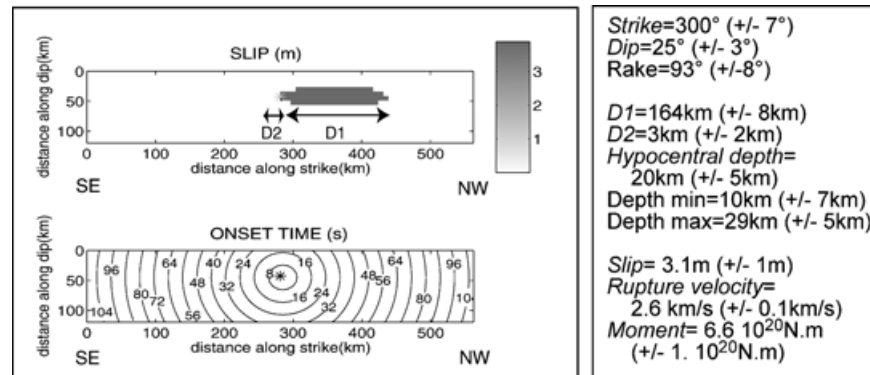 SLIP (m)
distance along dip(km)
0
50
100
D2
D1
0
100
200
300
400
500
distance along strike(km)
SE
NW
3
2
1
ONSET TIME (s)
distance along dip(km)
0
50
100
96
64
40
24
8
16
64
96
80
72
48
32
16
24
32
48
56
80
10
104
56
0
100
200
300
400
500
distance along strike(km)
SE
NW
Strike=300° (+/- 7°)
Dip=25° (+/- 3°)
Rake=93° (+/-8°)
D1=164km (+/- 8km)
D2=3km (+/- 2km)
Hypocentral depth=
20km (+/- 5km)
Depth min=10km (+/- 7km)
Depth max=29km (+/- 5km)
Slip= 3.1m (+/- 1m)
Rupture velocity=
2.6 km/s (+/- 0.1km/s)
Moment= 6.6 10²⁰N.m
(+/- 1. 10²⁰N.m)